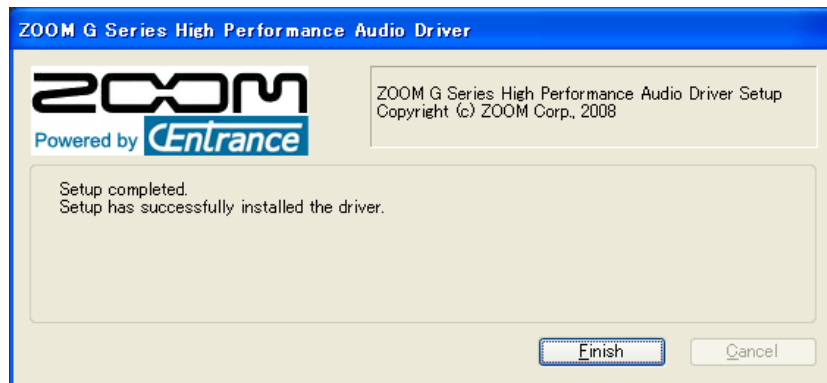 ZOOM G Series High Performance Audio Driver
ZOOM
Powered by CEntrance
ZOOM G Series High Performance Audio Driver Setup
Copyright (c) ZOOM Corp., 2008
Setup completed.
Setup has successfully installed the driver.
Finish
Cancel